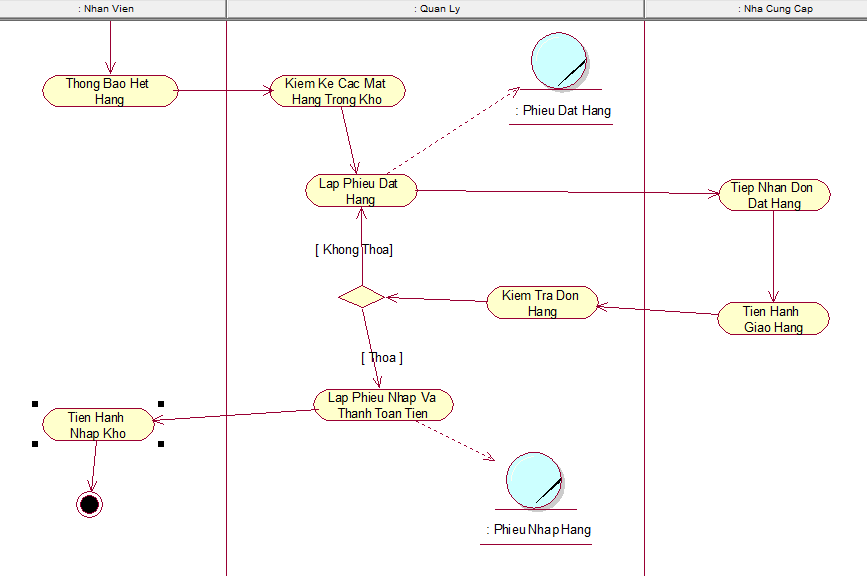 : Nhan Vien
: Quan Ly
: Nha Cung Cap
Thong Bao Het
Hang
Kiem Ke Cac Mat
Hang Trong Kho
: Phieu Dat Hang
Lap Phieu Dat
Hang
Tiep Nhan Don
Dat Hang
[ Khong Thoa]
Kiem Tra Don
Hang
Tien Hanh
Giao Hang
[ Thoa ]
Lap Phieu Nhap Va
Thanh Toan Tien
Tien Hanh
Nhap Kho
: Phieu Nhap Hang